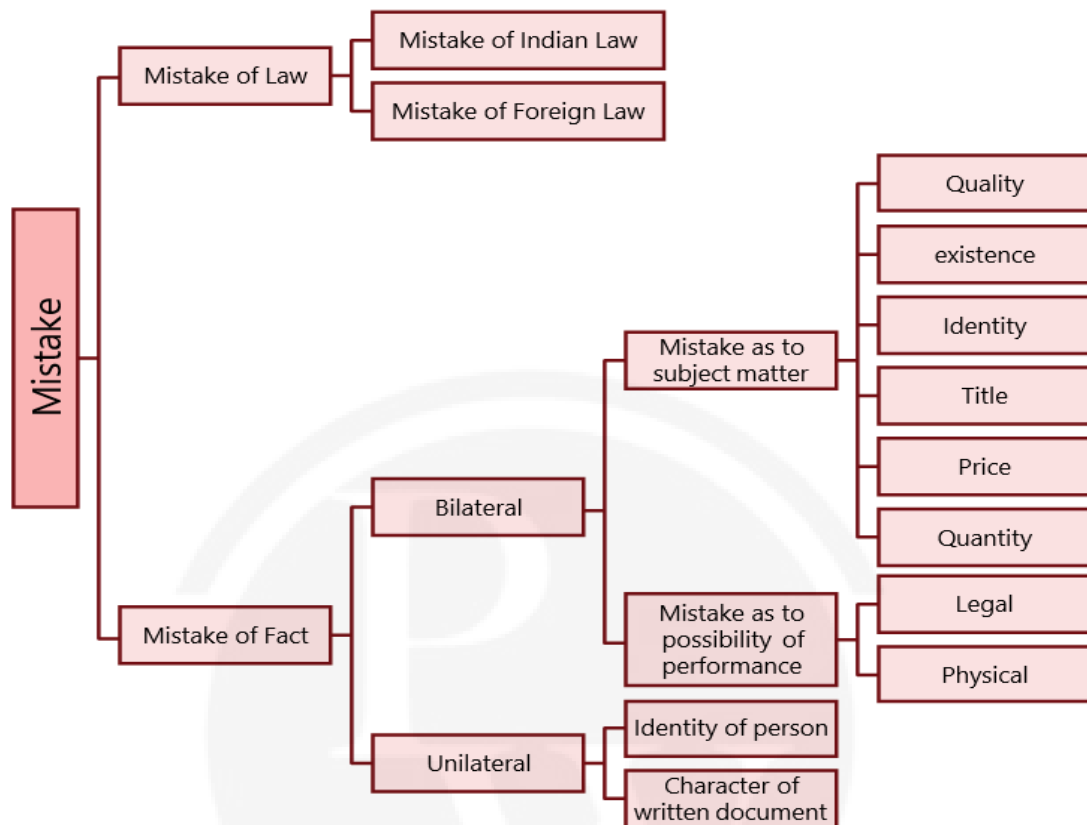 Mistake
Mistake of Law
Mistake of Indian Law
Mistake of Foreign Law
Mistake of Fact
Bilateral
Mistake as to
subject matter
Quality
existence
Identity
Title
Price
Quantity
Mistake as to
possibility of
performance
Legal
Physical
Unilateral
Identity of person
Character of
written document